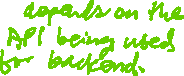 depends on the
API being used
for backend.